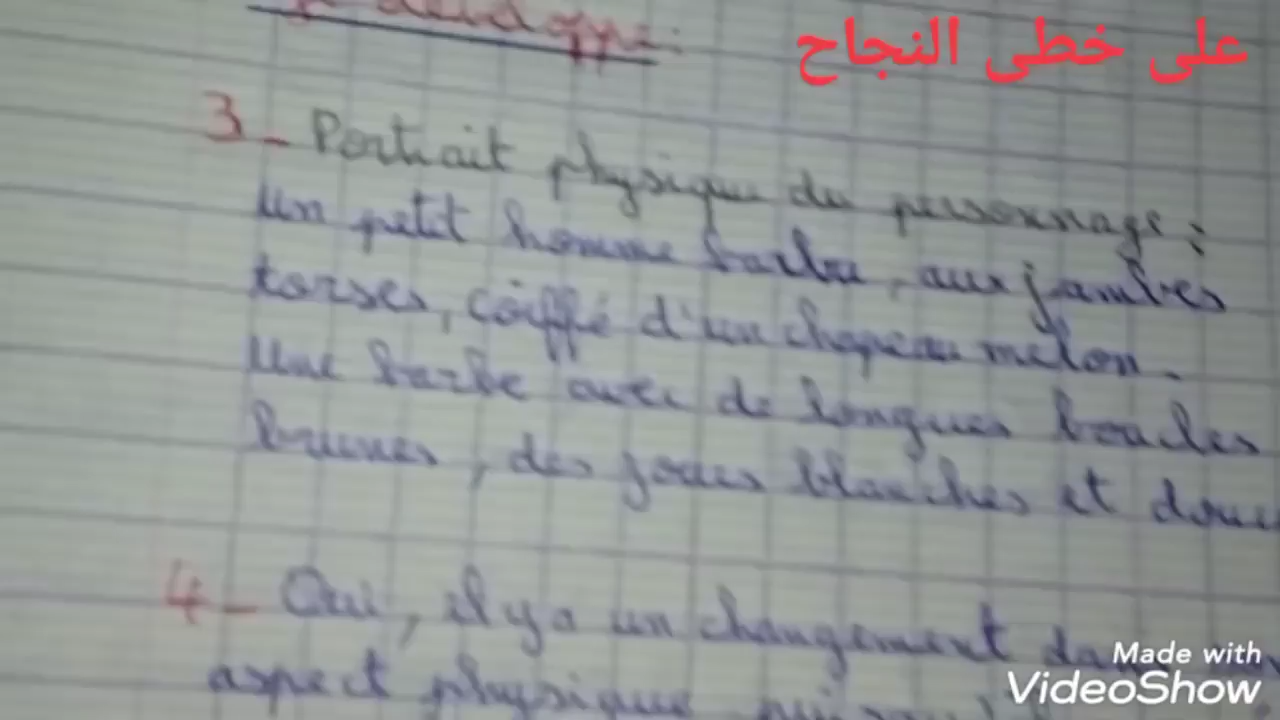 je développe:
على خطى النجاح
3- Portrait physique du personnage:
Un petit homme barbu, aux jambes
torses, coiffé d'un chapeau melon.
Une barbe avec de longues boucles
brunes, des joues blanches et
4- Oui, il y a un changement dans
aspect physique
Made with
VideoShow